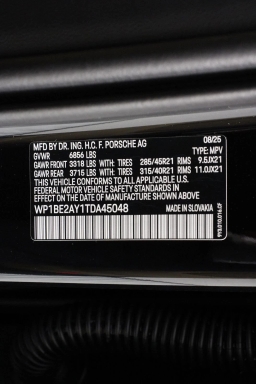 MFD BY DR. ING. H.C. F. PORSCHE AG 08/25
GVWR 6856 LBS TYPE: MPV
GAWR FRONT 3318 LBS WITH TIRES 285/45R21 RIMS 9.5JX21
GAWR REAR 3715 LBS WITH TIRES 315/40R21 RIMS 11.0JX21
THIS VEHICLE CONFORMS TO ALL APPLICABLE
FEDERAL MOTOR VEHICLE SAFETY STANDARDS IN
EFFECT ON THE DATE OF MANUFACTURE SHOWN ABOVE.
WP1BE2AY1TDA45048 MADE IN SLOVAKIA